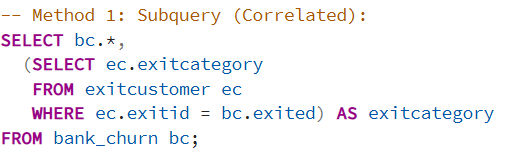 -- Method 1: Subquery (Correlated):
SELECT bc.*,
  (SELECT ec.exitcategory
   FROM exitcustomer ec
   WHERE ec.exitid = bc.exited) AS exitcategory
FROM bank_churn bc;